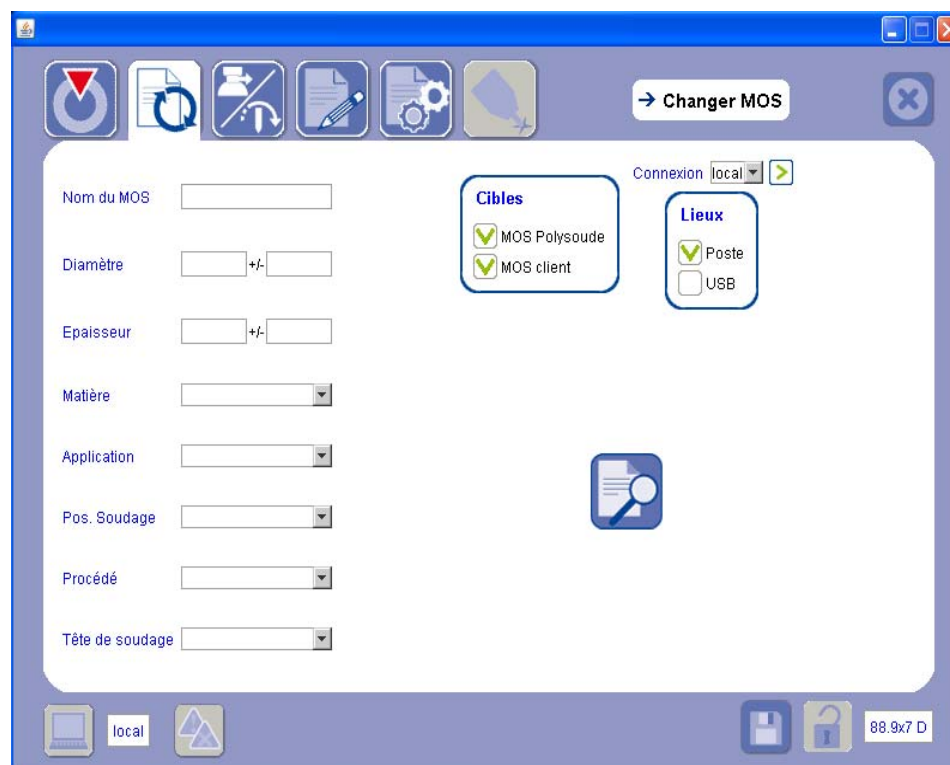 → Changer MOS
Connexion local
Nom du MOS
Cibles
MOS Polysoude
MOS client
Lieux
Poste
USB
Diamètre +/-
Epaisseur +/-
Matière
Application
Pos. Soudage
Procédé
Tête de soudage
local
88.9x7 D